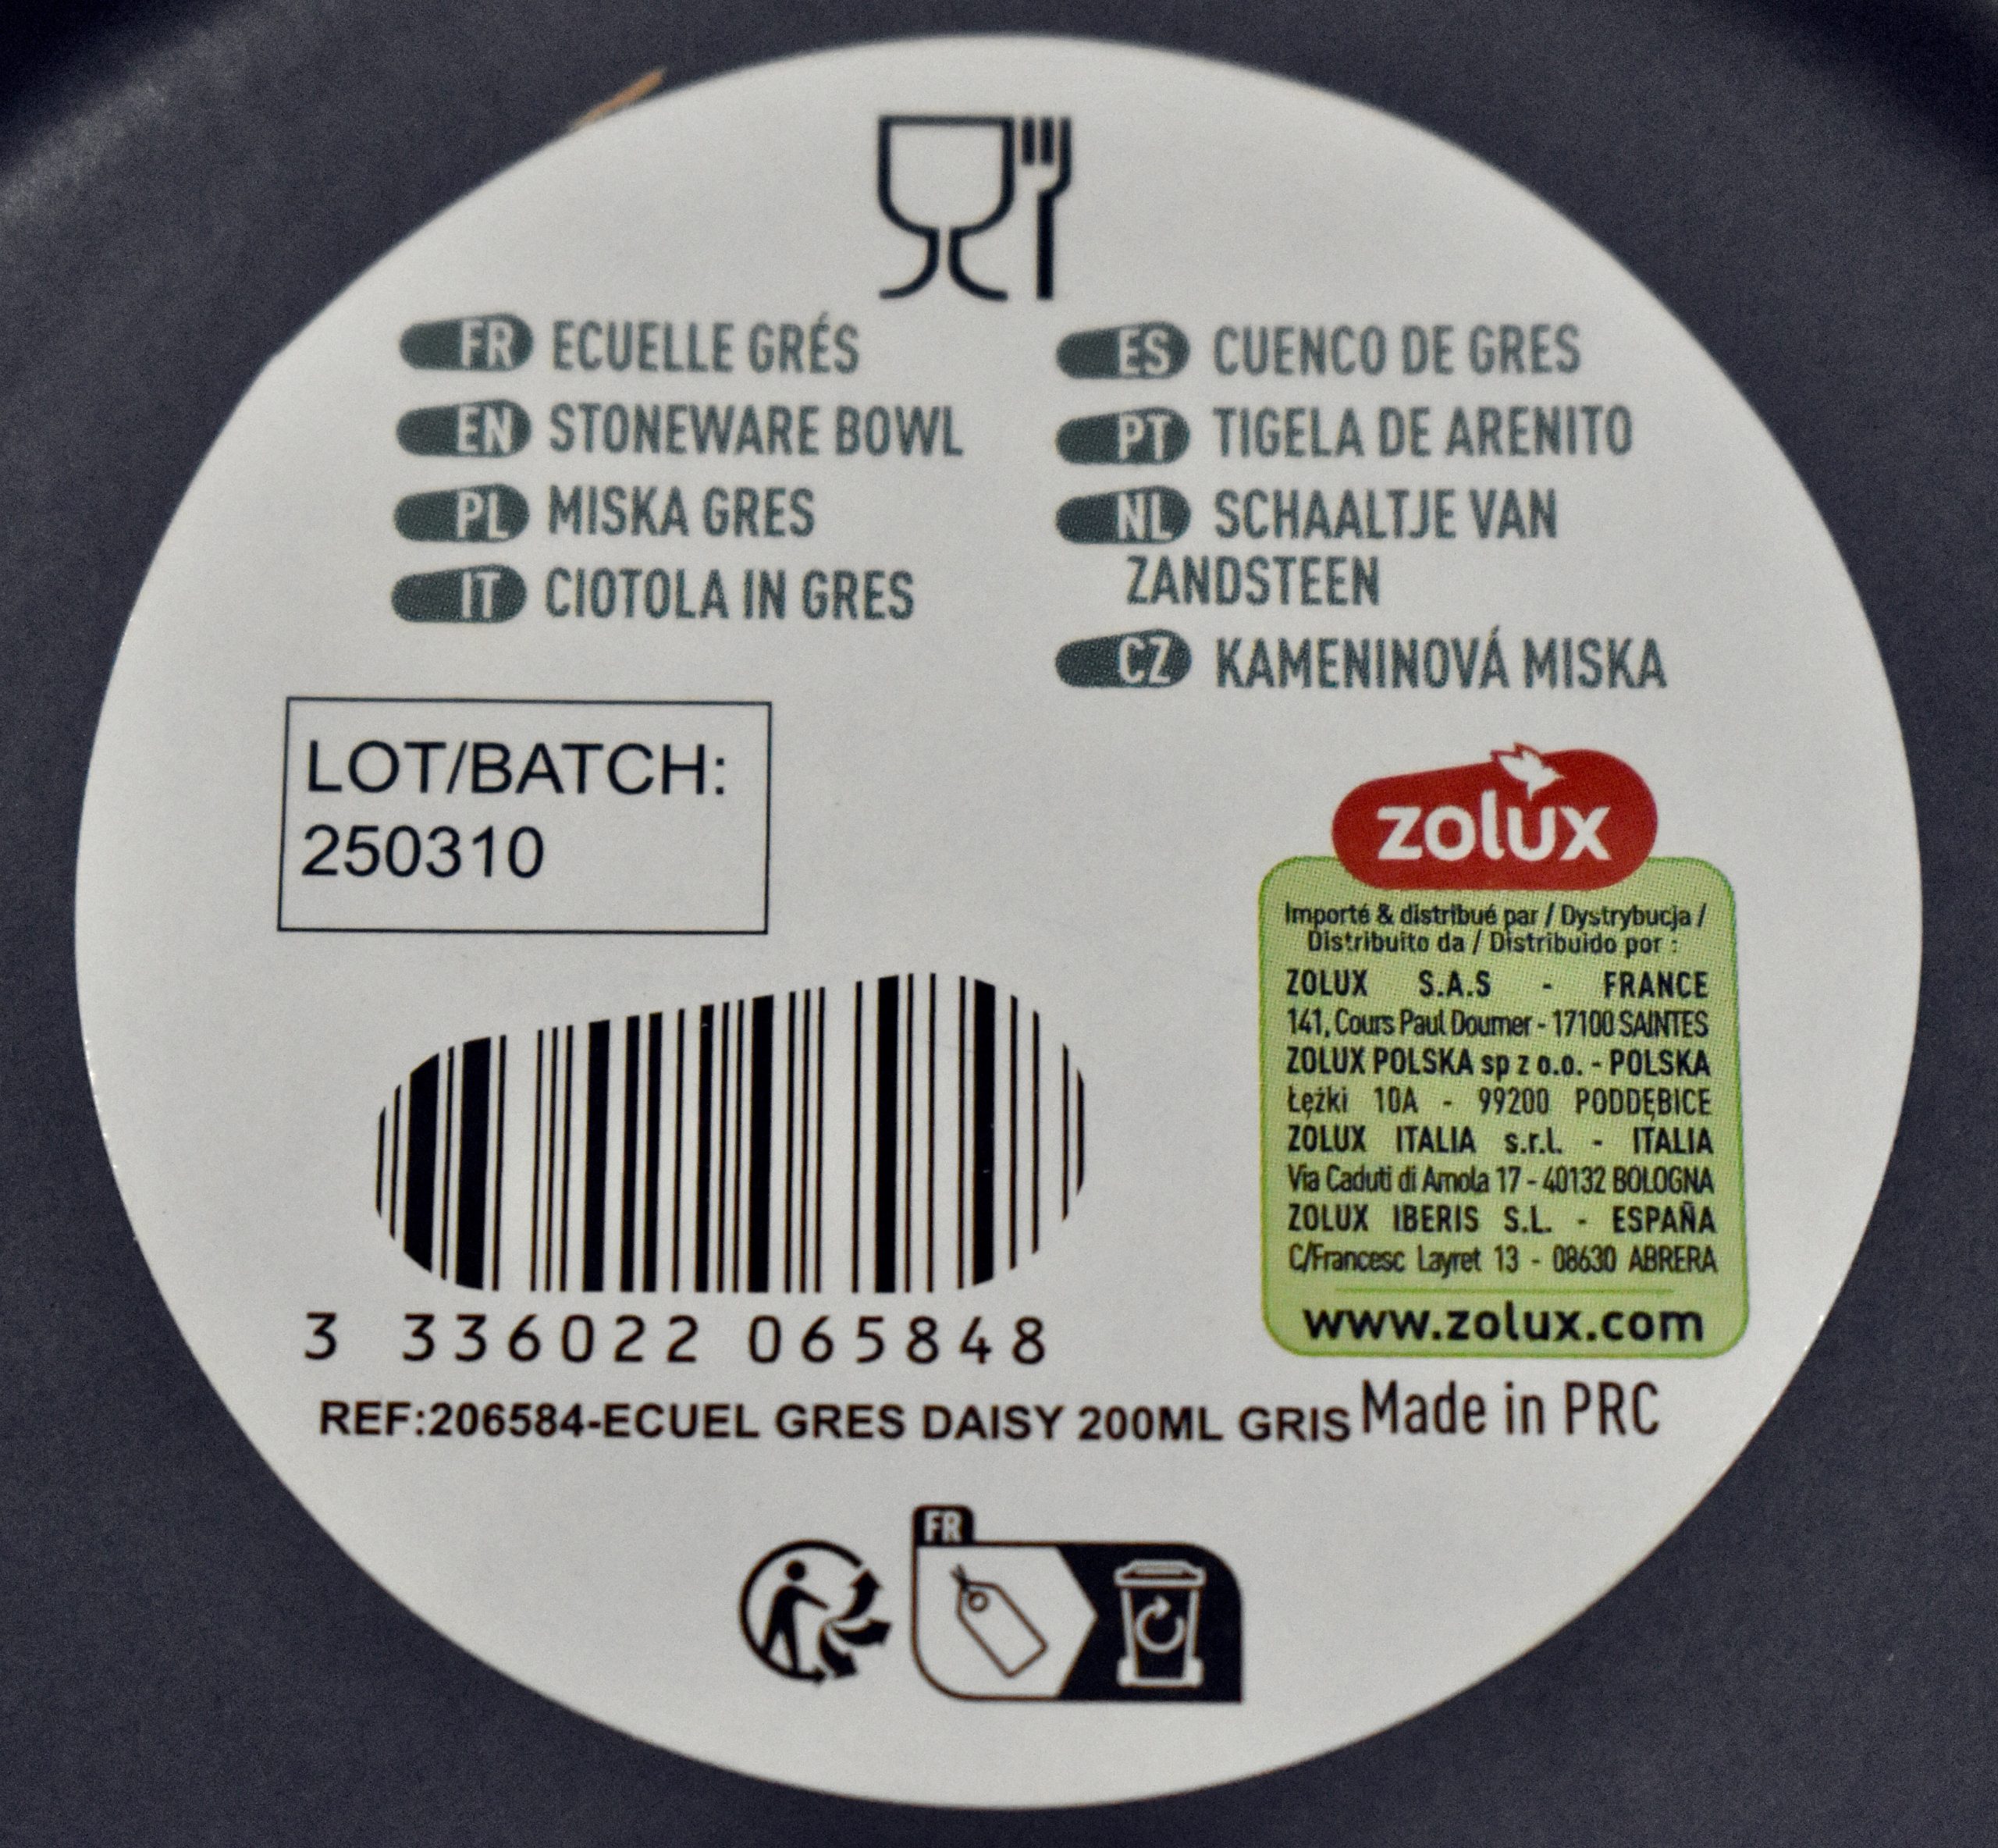 FR ECUELLE GRÉS
EN STONEWARE BOWL
PL MISKA GRES
IT CIOTOLA IN GRES
ES CUENCO DE GRES
PT TIGELA DE ARENITO
NL SCHAALTJE VAN
ZANDSTEEN
CZ KAMENINOVÁ MISKA
LOT/BATCH:
250310
3 336022 065848
REF:206584-ECUEL GRES DAISY 200ML GRIS
zolux
Importé & distribué par / Dystrybucja /
Distribuito da / Distribuido por :
ZOLUX S.A.S - FRANCE
141, Cours Paul Doumer - 17100 SAINTES
ZOLUX POLSKA sp z o.o. - POLSKA
Łężki 10A - 99200 PODDĘBICE
ZOLUX ITALIA s.r.l. - ITALIA
Via Caduti di Amola 17 - 40132 BOLOGNA
ZOLUX IBERIS S.L. - ESPAÑA
C/Francesc Layret 13 - 08630 ABRERA
www.zolux.com
Made in PRC
FR